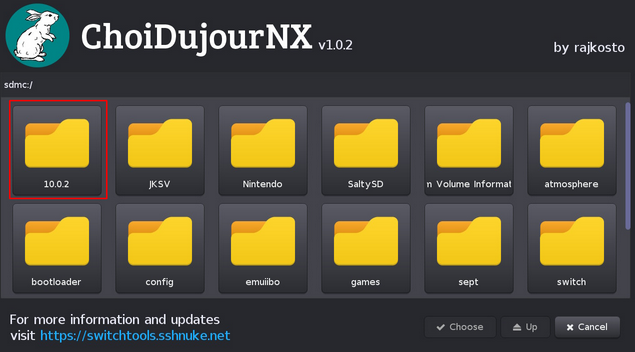 ChoiDujourNX v1.0.2
by rajkosto
sdmc:/
10.0.2
JKSV
Nintendo
SaltySD
m Volume Informat
atmosphere
bootloader
config
emuiibo
games
sept
switch
For more information and updates
visit https://switchtools.sshnuke.net
Choose
Up
Cancel